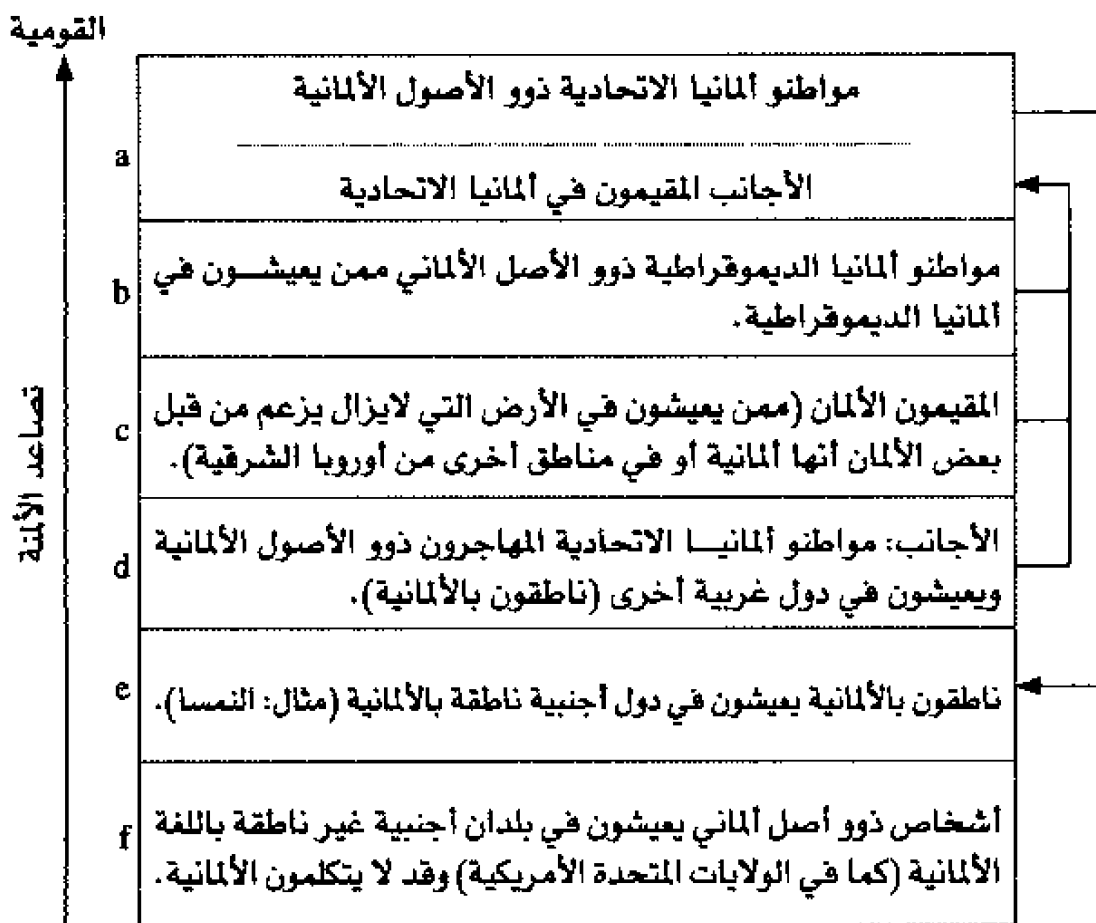 القومية
تصاعد الألمنة
a
مواطنو ألمانيا الاتحادية ذوو الأصول الألمانية
الأجانب المقيمون في ألمانيا الاتحادية
b
مواطنو ألمانيا الديموقراطية ذوو الأصل الألماني ممن يعيشون في
ألمانيا الديموقراطية.
c
المقيمون الألمان (ممن يعيشون في الأرض التي لايزال يزعم من قبل
بعض الألمان أنها ألمانية أو في مناطق أخرى من أوروبا الشرقية).
d
الأجانب: مواطنو ألمانيا الاتحادية المهاجرون ذوو الأصول الألمانية
ويعيشون في دول غربية أخرى (ناطقون بالألمانية).
e
ناطقون بالألمانية يعيشون في دول أجنبية ناطقة بالألمانية (مثال: النمسا).
f
أشخاص ذوو أصل ألماني يعيشون في بلدان أجنبية غير ناطقة باللغة
الألمانية (كما في الولايات المتحدة الأمريكية) وقد لا يتكلمون الألمانية.